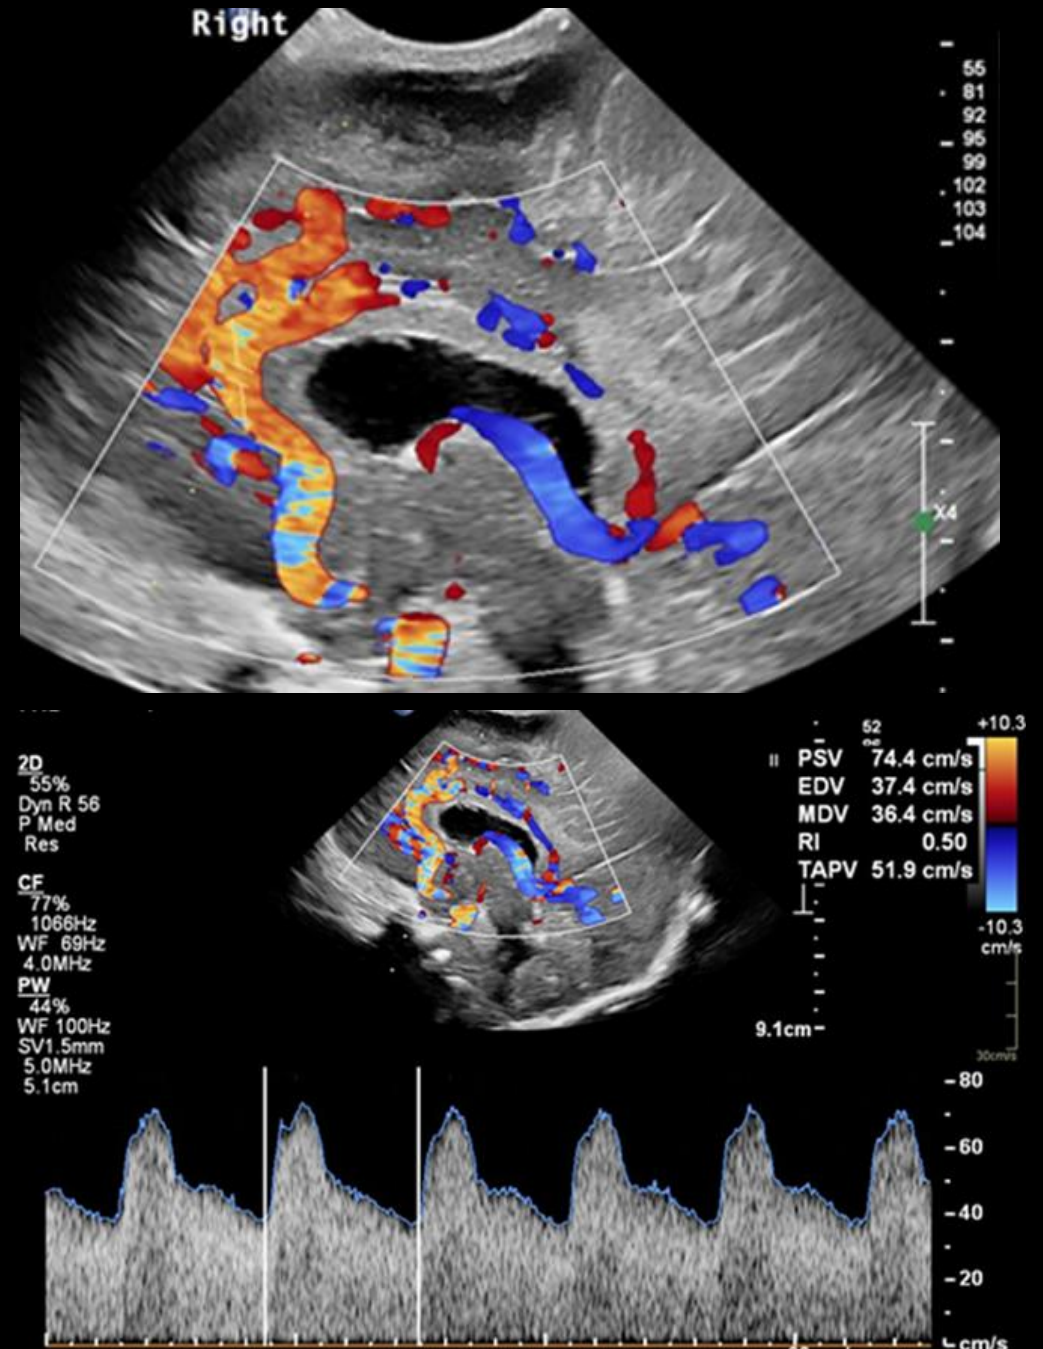 Right
55
81
92
95
99
102
103
104
X4
2D
55%
Dyn R 56
P Med
Res
CF
77%
1066Hz
WF 69Hz
4.0MHz
PW
44%
WF 100Hz
SV1.5mm
5.0MHz
5.1cm
52
PSV 74.4 cm/s
EDV 37.4 cm/s
MDV 36.4 cm/s
RI 0.50
TAPV 51.9 cm/s
+10.3
-10.3
cm/s
9.1cm
30cm/s
80
60
40
20
cm/s